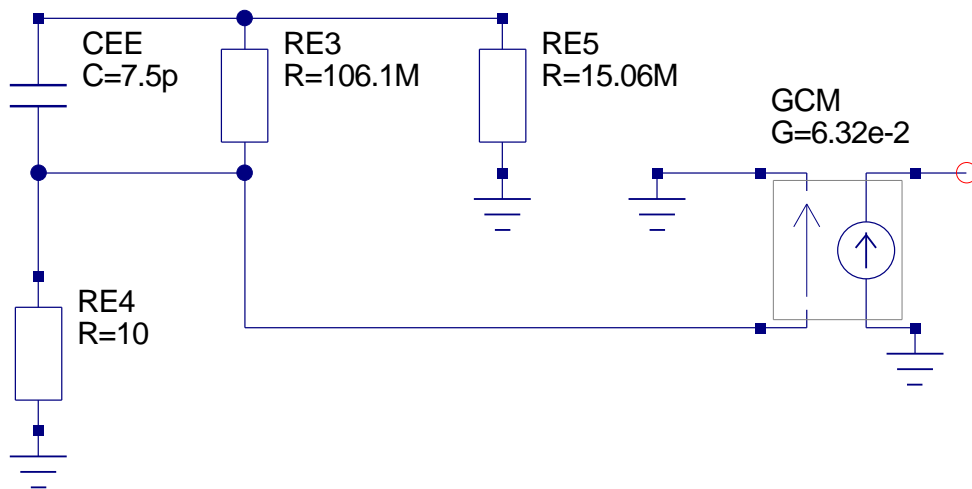 CEE
C=7.5p
RE3
R=106.1M
RE5
R=15.06M
GCM
G=6.32e-2
RE4
R=10